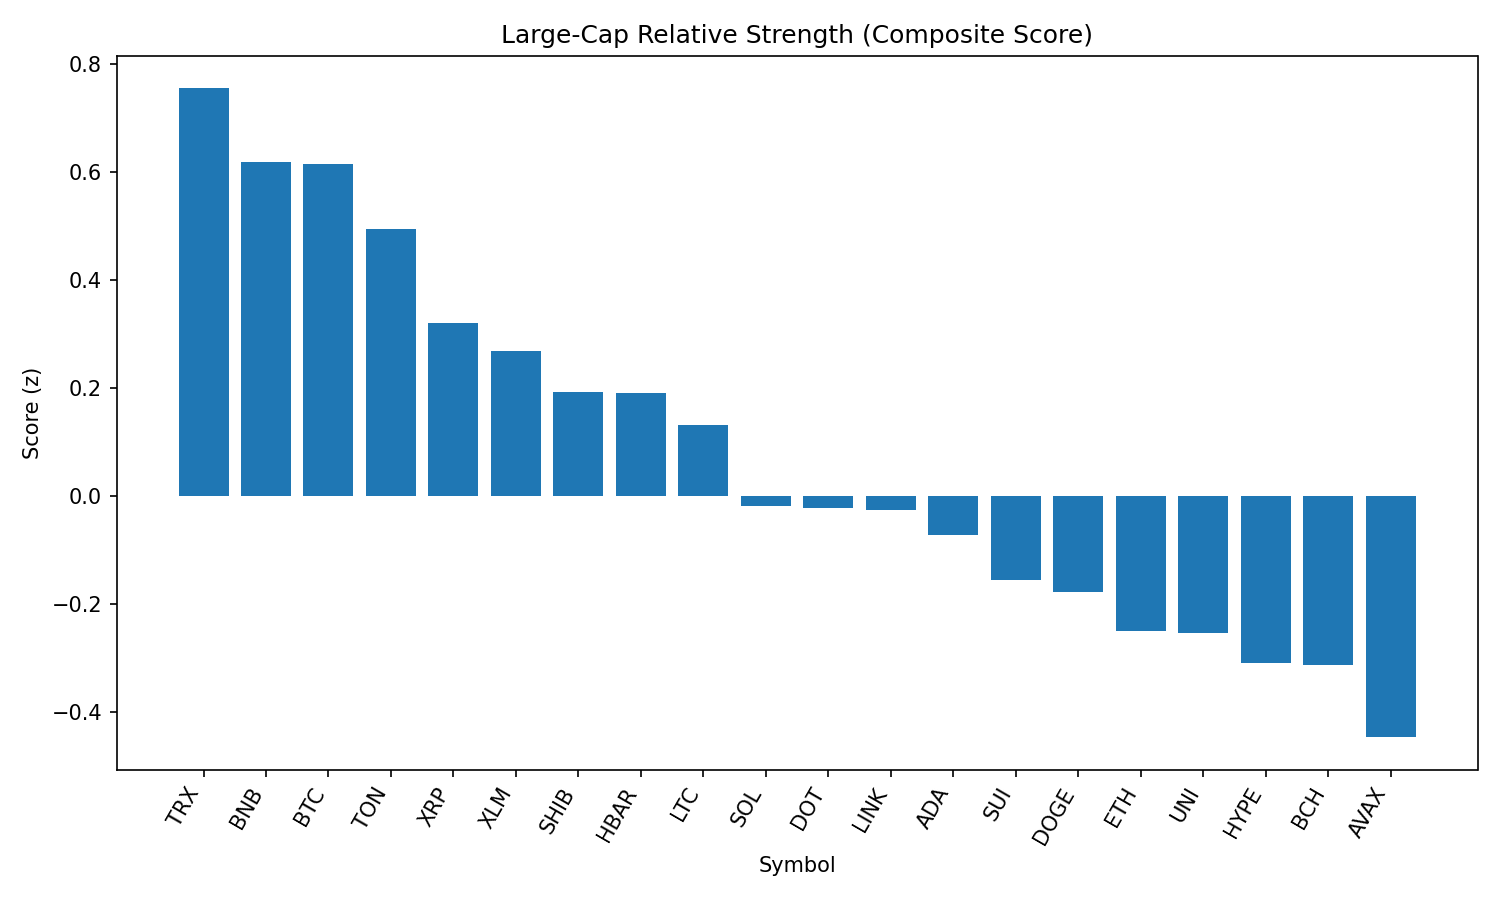 Large-Cap Relative Strength (Composite Score)
Score (z)
0.8
0.6
0.4
0.2
0.0
−0.2
−0.4
TRX
BNB
BTC
TON
XRP
XLM
SHIB
HBAR
LTC
SOL
DOT
LINK
ADA
SUI
DOGE
ETH
UNI
HYPE
BCH
AVAX
Symbol